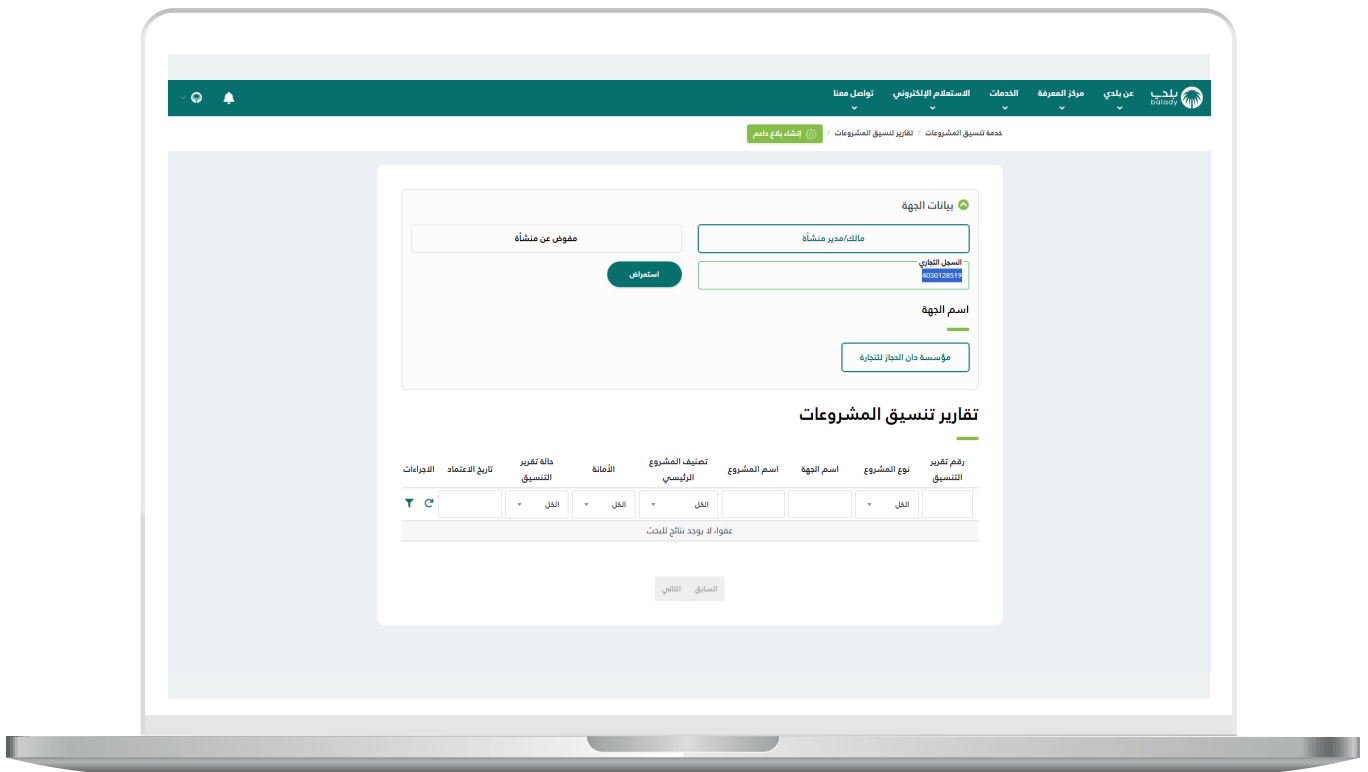 بلدي
balady
عن بلدي
مركز المعرفة
الخدمات
الاستعلام الإلكتروني
تواصل معنا
خدمة تنسيق المشروعات / تقارير تنسيق المشروعات / إنشاء بلاغ داعم
بيانات الجهة
مالك/مدير منشأة
مفوض عن منشأة
السجل التجاري
4030128519
استعراض
اسم الجهة
مؤسسة دان الحجاز للتجارة
تقارير تنسيق المشروعات
رقم تقرير التنسيق
نوع المشروع
اسم الجهة
اسم المشروع
تصنيف المشروع الرئيسي
الأمانة
حالة تقرير التنسيق
تاريخ الاعتماد
الاجراءات
الكل
الكل
الكل
الكل
عفوا، لا يوجد نتائج للبحث
السابق
التالي